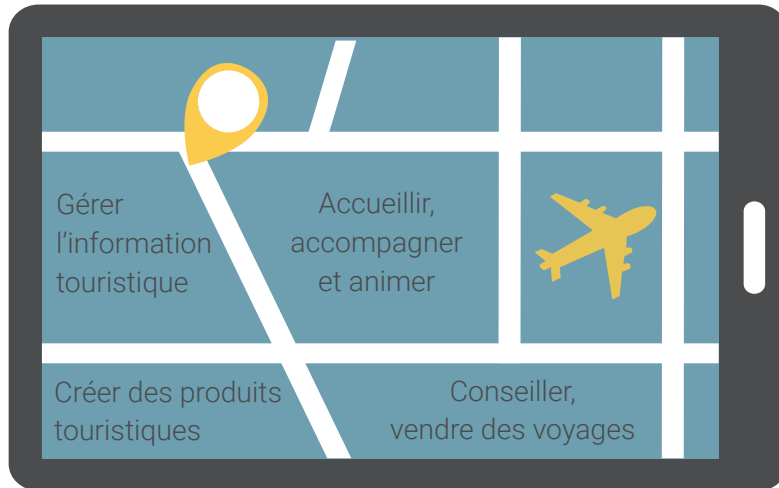 Gérer
l’information
touristique
Accueillir,
accompagner
et animer
Créer des produits
touristiques
Conseiller,
vendre des voyages